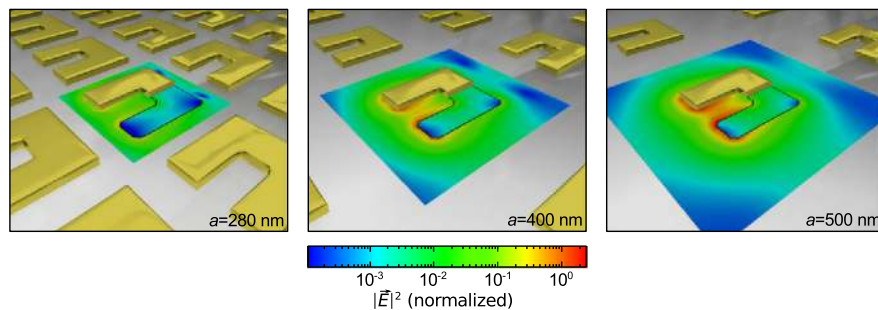 a=280 nm
a=400 nm
a=500 nm
10⁻³ 10⁻² 10⁻¹ 10⁰
|E⃗|² (normalized)